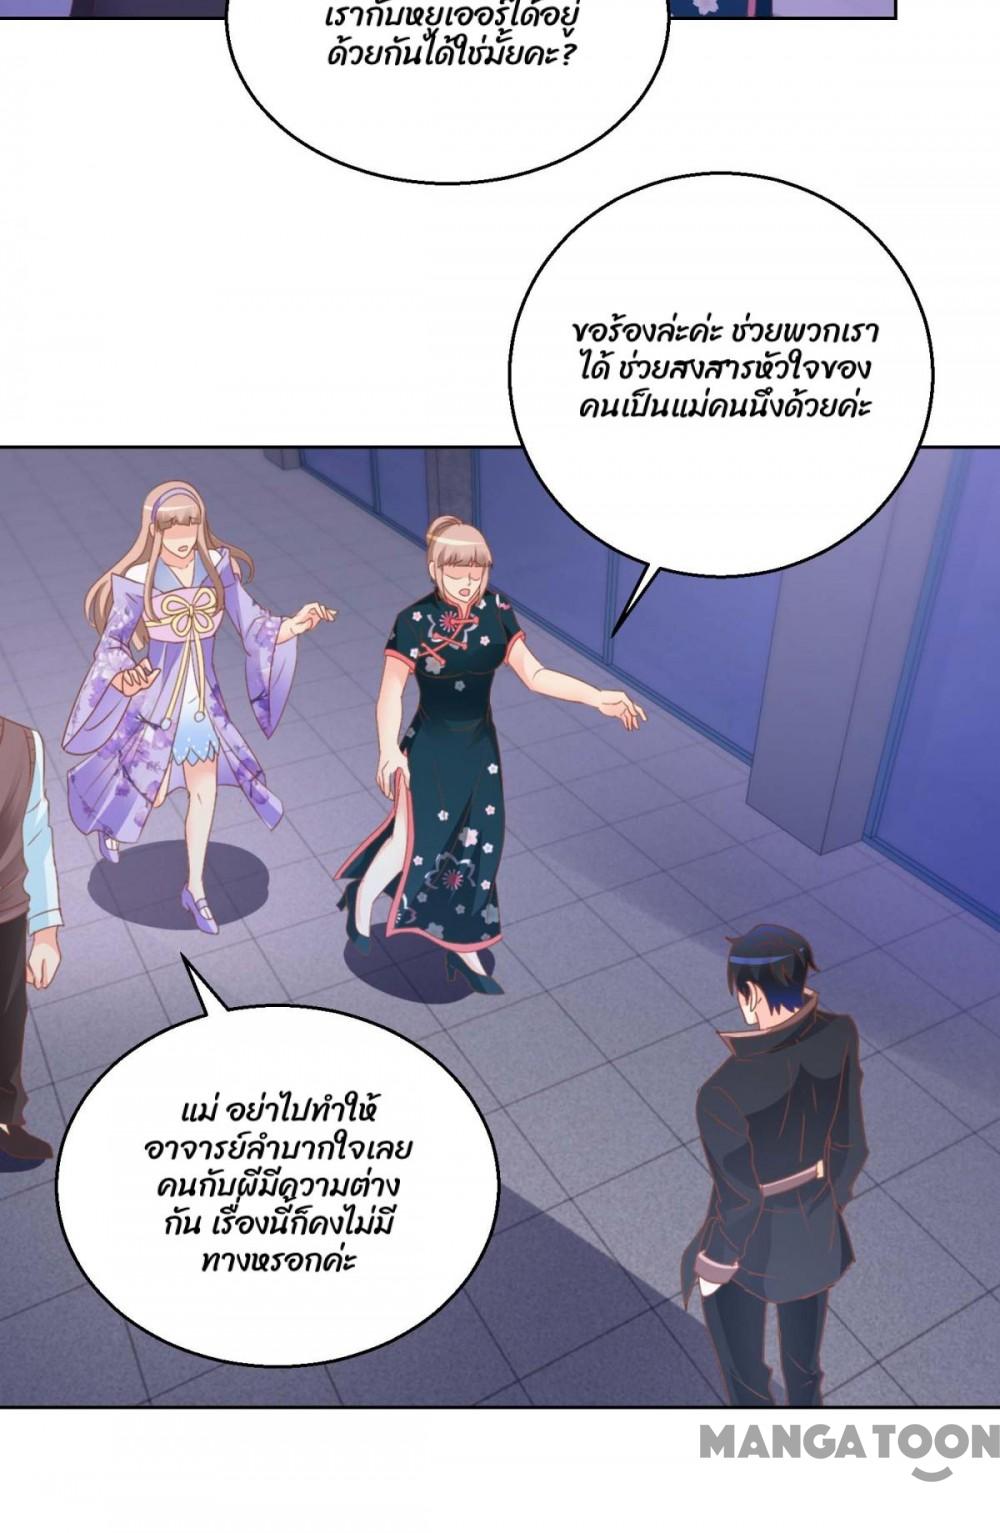 เรากับหยูเออร์ได้อยู่
ด้วยกันได้ใช่มั้ยคะ?
ขอร้องล่ะค่ะ ช่วยพวกเรา
ได้ ช่วยสงสารหัวใจของ
คนเป็นแม่คนนึงด้วยค่ะ
แม่ อย่าไปทำให้
อาจารย์ลำบากใจเลย
คนกับผีมีความต่าง
กัน เรื่องนี้ก็คงไม่มี
ทางหรอกค่ะ
MANGATOON